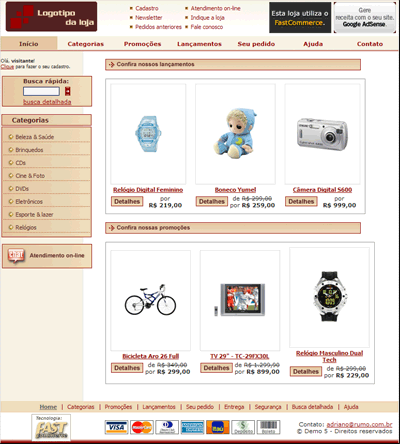 Logotipo
da loja
Cadastro
Newsletter
Pedidos anteriores
Atendimento on-line
Indique a loja
Fale conosco
Esta loja utiliza o
FastCommerce.
Gere
receita com o seu site.
Google AdSense.
Início
Categorias
Promoções
Lançamentos
Seu pedido
Ajuda
Contato
Olá, visitante!
Clique para fazer o seu cadastro.
Busca rápida:
busca detalhada
Categorias
Beleza & Saúde
Brinquedos
CDs
Cine & Foto
DVDs
Eletrônicos
Esporte & lazer
Relógios
Atendimento on-line
Confira nossos lançamentos
Relógio Digital Feminino
Detalhes
por
R$ 219,00
Boneco Yumel
Detalhes
de R$ 299,00
por R$ 259,00
Câmera Digital S600
Detalhes
por
R$ 999,00
Confira nossas promoções
Bicicleta Aro 26 Full
Detalhes
de R$ 349,00
por R$ 299,00
TV 29" - TC-29FX30L
Detalhes
de R$ 1.299,00
por R$ 899,00
Relógio Masculino Dual
Tech
Detalhes
de R$ 299,00
por R$ 229,00
Home | Categorias | Promoções | Lançamentos | Seu pedido | Entrega | Segurança | Busca detalhada | Ajuda
Tecnologia:
FAST
VISA
Itaú
Boleto
Contato: adriano@rumo.com.br
© Demo 5 - Direitos reservados